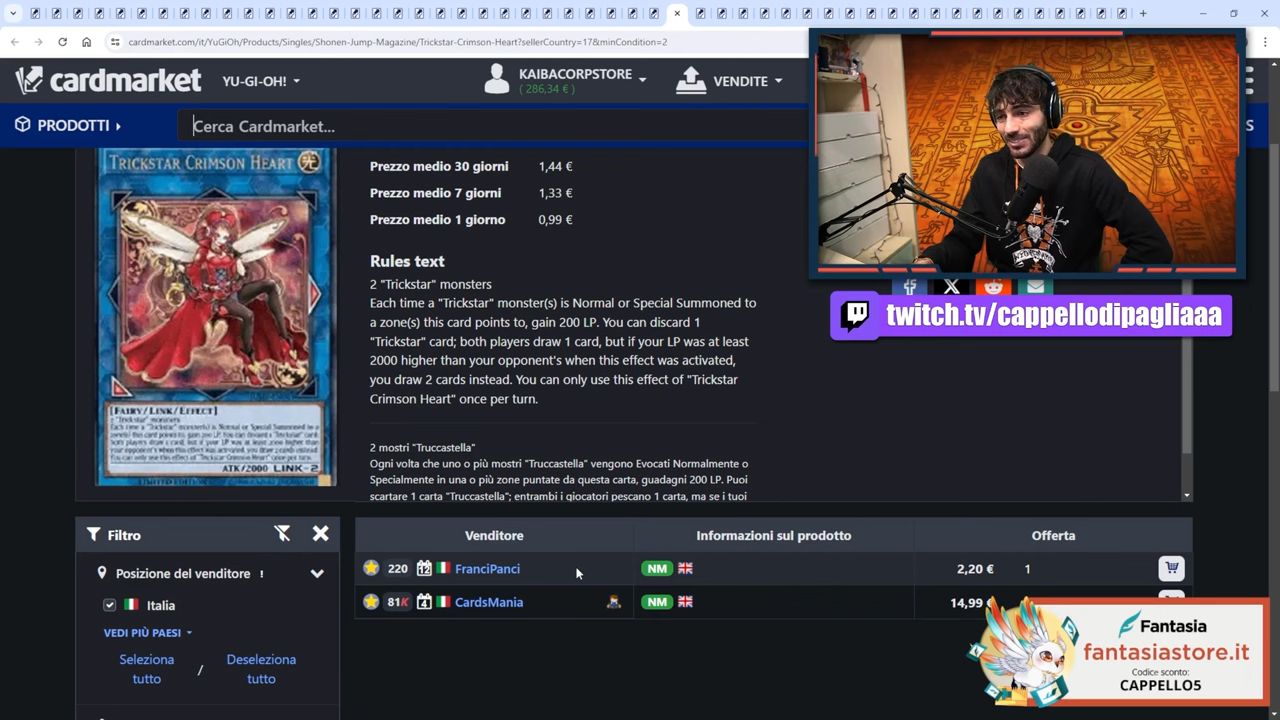 cardmarket.com/it/YuGiOh/Products/Singles/Shonen-Jump-Magazine/Trickstar-Crimson-Heart?sellerCountry=17&minCondition=2
cardmarket
YU-GI-OH!
KAIBACORPSTORE
( 286,34 € )
VENDITE
PRODOTTI
Cerca Cardmarket...
S
TRICKSTAR CRIMSON HEART
[FAIRY/LINK/EFFECT]
2 "Trickstar" monsters
ATK/2000 LINK-2
Prezzo medio 30 giorni 1,44 €
Prezzo medio 7 giorni 1,33 €
Prezzo medio 1 giorno 0,99 €
Rules text
2 "Trickstar" monsters
Each time a "Trickstar" monster(s) is Normal or Special Summoned to
a zone(s) this card points to, gain 200 LP. You can discard 1
"Trickstar" card; both players draw 1 card, but if your LP was at least
2000 higher than your opponent's when this effect was activated,
you draw 2 cards instead. You can only use this effect of "Trickstar
Crimson Heart" once per turn.
2 mostri "Truccastella"
Ogni volta che uno o più mostri "Truccastella" vengono Evocati Normalmente o
Specialmente in una o più zone puntate da questa carta, guadagni 200 LP. Puoi
scartare 1 carta "Truccastella"; entrambi i giocatori pescano 1 carta, ma se i tuoi
twitch.tv/cappellodipagliaaa
Filtro
Posizione del venditore !
Italia
VEDI PIÙ PAESI
Seleziona tutto / Deseleziona tutto
Venditore Informazioni sul prodotto Offerta
220 12 FranciPanci NM 2,20 € 1
81K 4 CardsMania NM 14,99
Fantasia
fantasiastore.it
Codice sconto:
CAPPELLO5